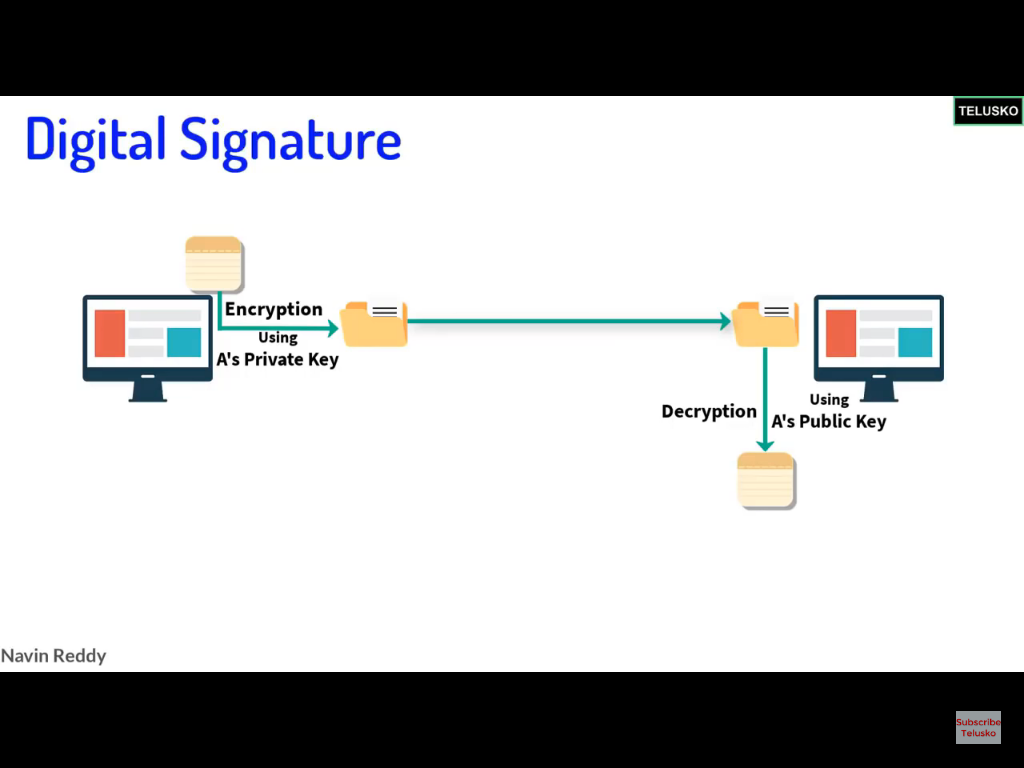 TELUSKO
Digital Signature
Encryption
Using
A's Private Key
Decryption
Using
A's Public Key
Navin Reddy
Subscribe
Telusko